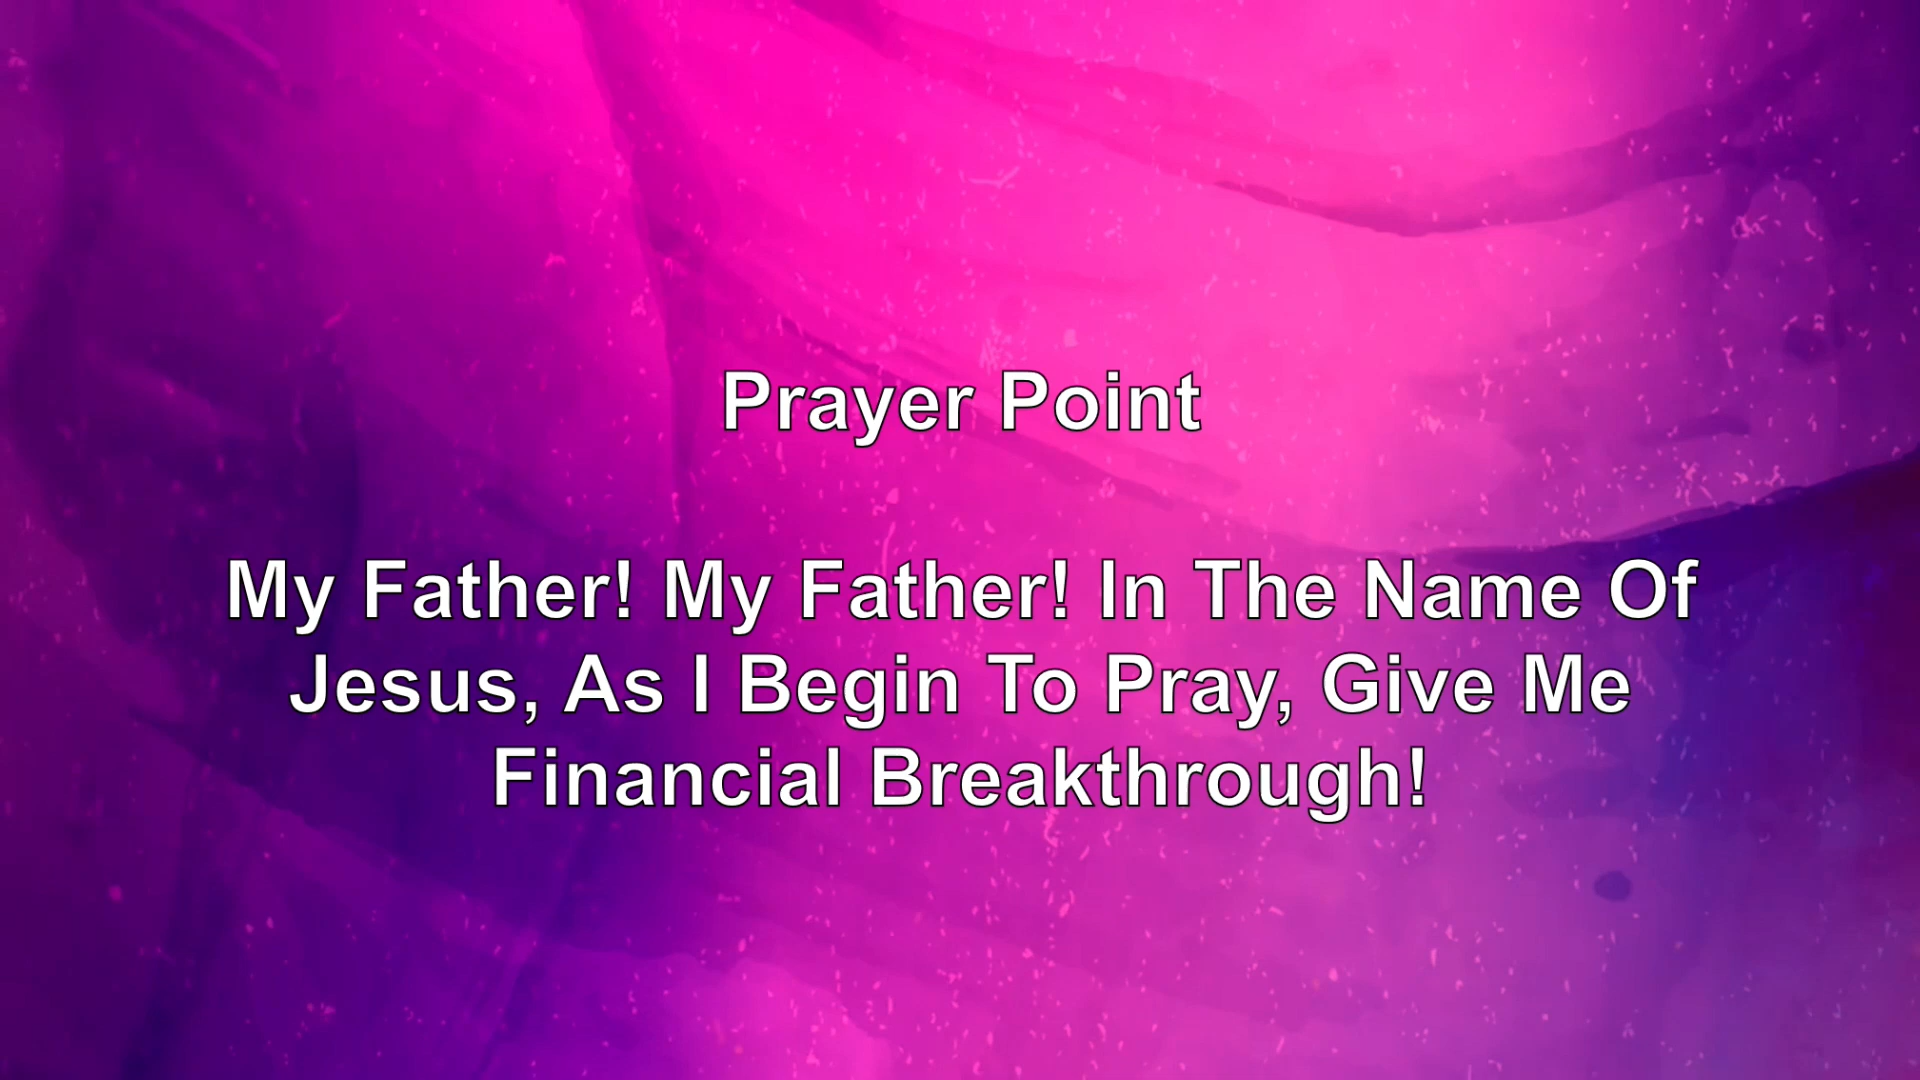 Prayer Point
My Father! My Father! In The Name Of
Jesus, As I Begin To Pray, Give Me
Financial Breakthrough!